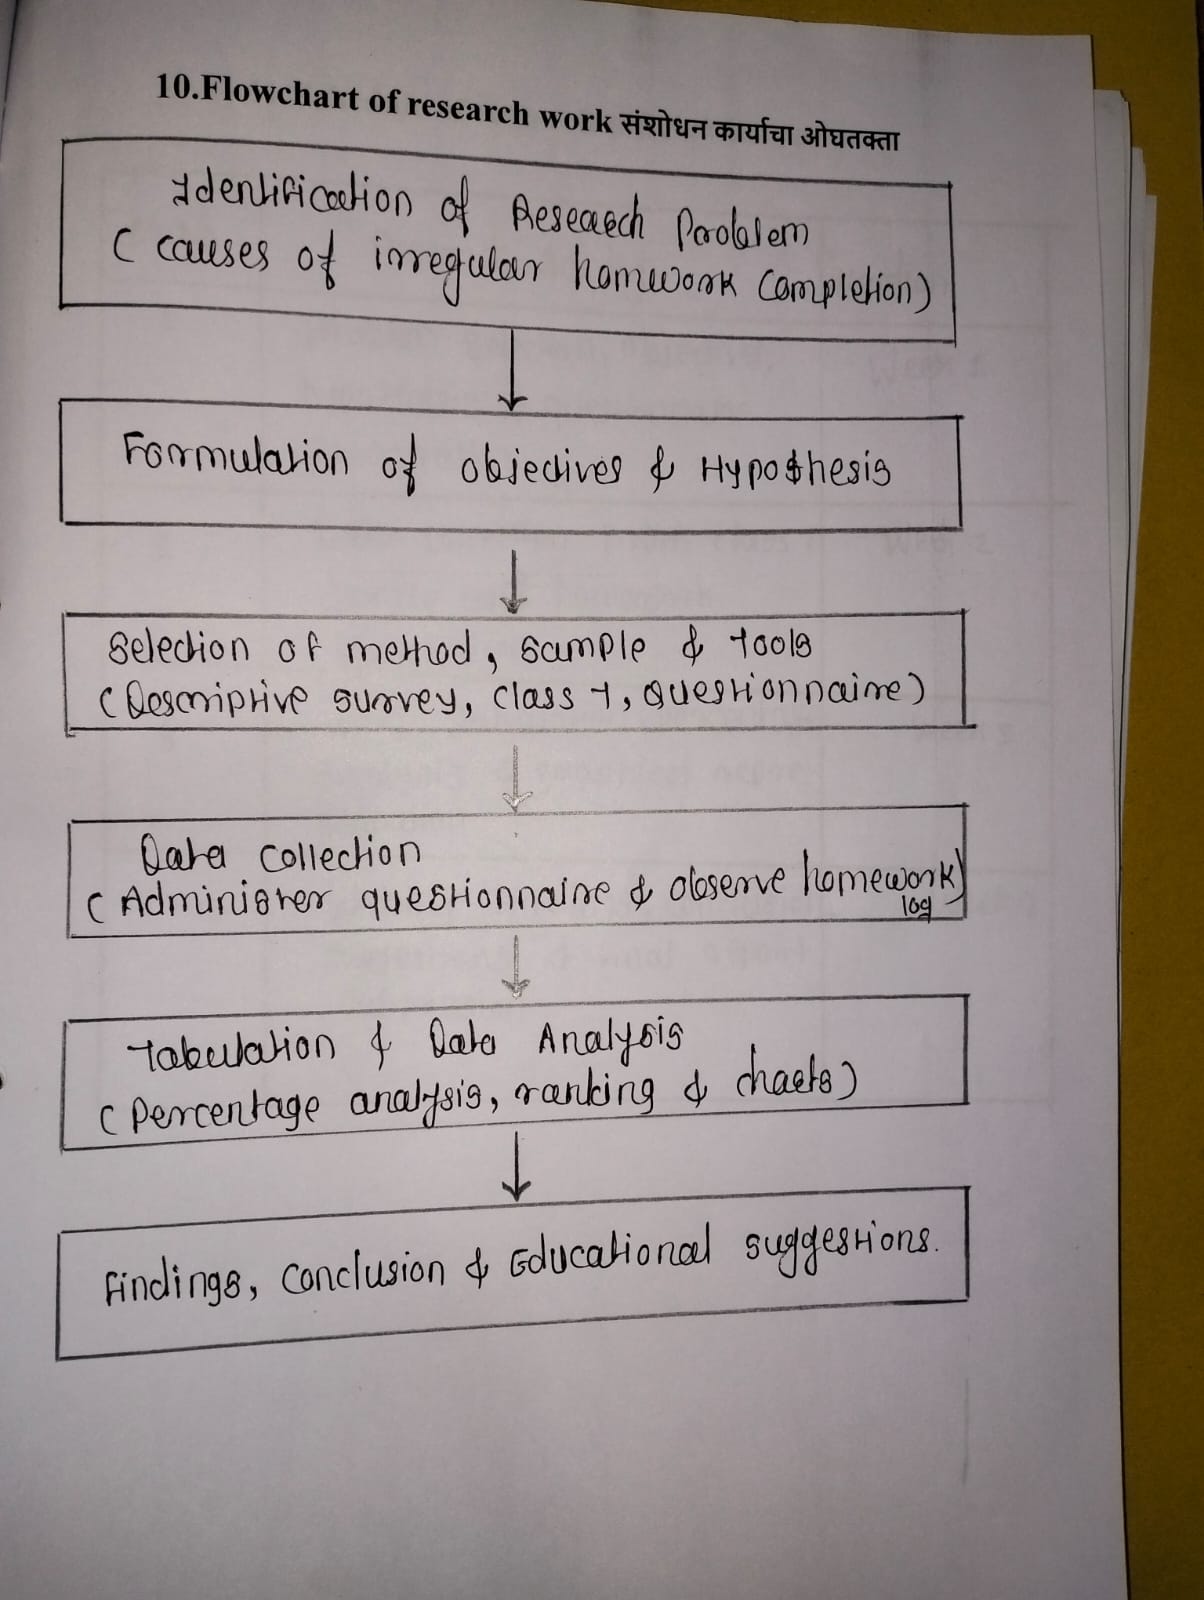 10.Flowchart of research work संशोधन कार्याचा ओघतक्ता
Identification of Research Problem
( causes of irregular homework completion)
Formulation of objectives & Hypothesis
Selection of method, sample & tools
(Descriptive survey, class 7, questionnaire)
Data collection
( Administer questionnaire & observe homework)
log
Tabulation & Data Analysis
( Percentage analysis, ranking & charts)
Findings, conclusion & Educational suggestions.